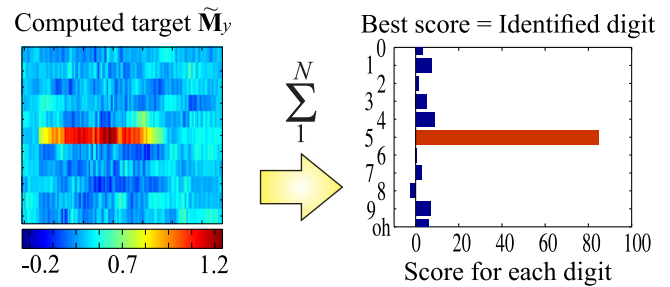 Computed target M̃y
-0.2 0.7 1.2
N
∑
1
Best score = Identified digit
0
1
2
3
4
5
6
7
8
9
oh
0 20 40 60 80 100
Score for each digit